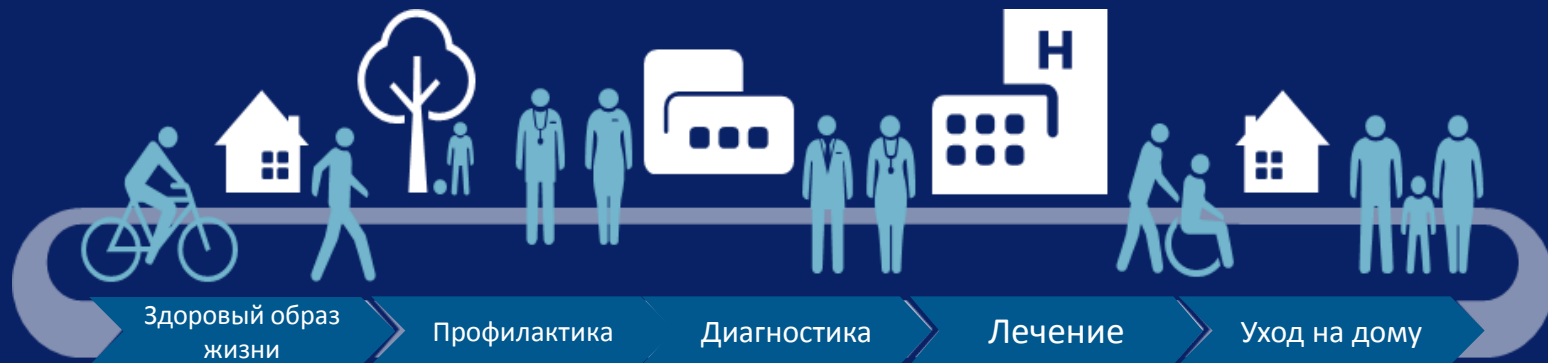 H
Здоровый образ
жизни
Профилактика
Диагностика
Лечение
Уход на дому